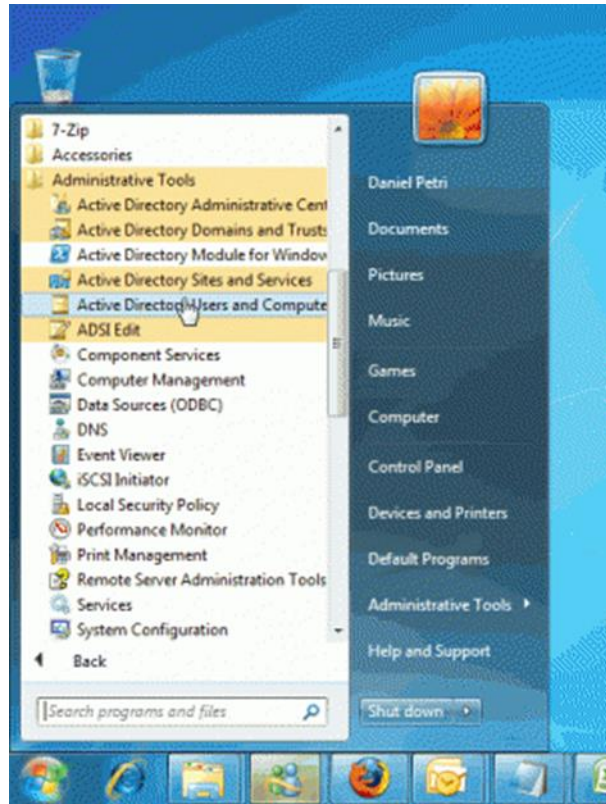 7-Zip
Accessories
Administrative Tools
Active Directory Administrative Cent
Active Directory Domains and Trusts
Active Directory Module for Window
Active Directory Sites and Services
Active Directory Users and Compute
ADSI Edit
Component Services
Computer Management
Data Sources (ODBC)
DNS
Event Viewer
iSCSI Initiator
Local Security Policy
Performance Monitor
Print Management
Remote Server Administration Tools
Services
System Configuration
Back
Search programs and files
Daniel Petri
Documents
Pictures
Music
Games
Computer
Control Panel
Devices and Printers
Default Programs
Administrative Tools
Help and Support
Shut down